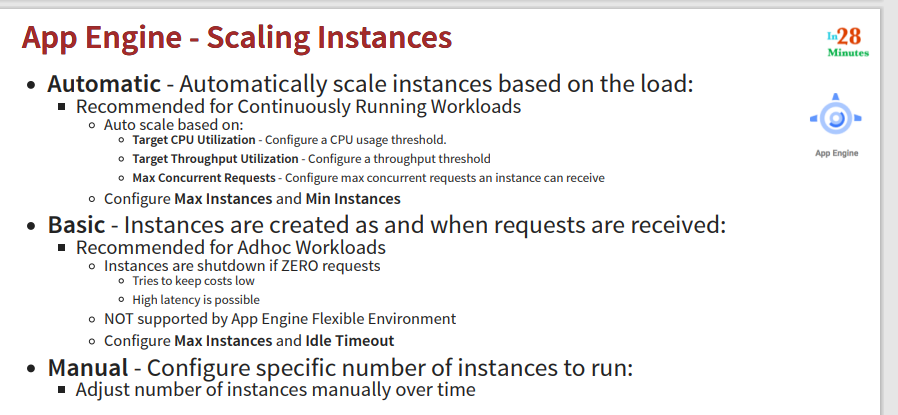 App Engine - Scaling Instances
In28
Minutes
Automatic - Automatically scale instances based on the load:
Recommended for Continuously Running Workloads
Auto scale based on:
Target CPU Utilization - Configure a CPU usage threshold.
Target Throughput Utilization - Configure a throughput threshold
Max Concurrent Requests - Configure max concurrent requests an instance can receive
Configure Max Instances and Min Instances
App Engine
Basic - Instances are created as and when requests are received:
Recommended for Adhoc Workloads
Instances are shutdown if ZERO requests
Tries to keep costs low
High latency is possible
NOT supported by App Engine Flexible Environment
Configure Max Instances and Idle Timeout
Manual - Configure specific number of instances to run:
Adjust number of instances manually over time